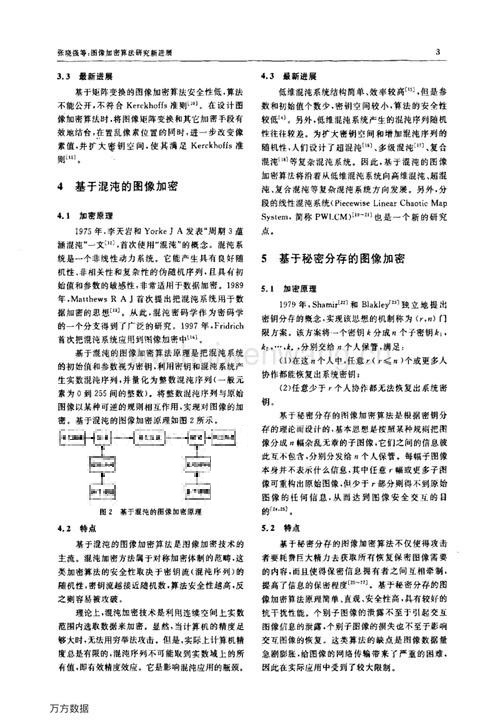 张晓强等:图像加密算法研究新进展
3
3.3 最新进展
基于矩阵变换的图像加密算法安全性低,算法
不能公开,不符合 Kerckhoffs 准则[10]。在设计图
像加密算法时,将图像矩阵变换和其它加密手段有
效地结合,在置乱像素位置的同时,进一步改变像
素值,并扩大密钥空间,使其满足 Kerckhoffs 准
则[11]。
4 基于混沌的图像加密
4.1 加密原理
1975年,李天岩和 Yorke J A 发表“周期3蕴
涵混沌”一文[12],首次使用“混沌”的概念。混沌系
统是一个非线性动力系统。它能产生具有良好随
机性、非相关性和复杂性的伪随机序列,且具有初
始值和参数的敏感性,非常适用于数据加密。1989
年,Matthews R A J 首次提出把混沌系统用于数
据加密的思想[13]。从此,混沌密码学作为密码学
的一个分支得到了广泛的研究。1997年,Fridrich
首次把混沌系统应用到图像加密中[14]。
基于混沌的图像加密算法原理是把混沌系统
的初始值和参数视为密钥,利用密钥和混沌系统产
生实数混沌序列,并量化为整数混沌序列(一般元
素为0到255间的整数)。将整数混沌序列与原始
图像以某种可逆的规则相互作用,实现对图像的加
密。基于混沌的图像加密原理如图2所示。
图2 基于混沌的图像加密原理
4.2 特点
基于混沌的图像加密算法是图像加密技术的
主流。混沌加密方法属于对称加密体制的范畴,这
类加密算法的安全性取决于密钥流(混沌序列)的
随机性,密钥流越接近随机数,算法安全性越高,反
之则容易被攻破。
理论上,混沌加密技术是利用连续空间上实数
范围内选取数据来加密。显然,当计算机的精度足
够大时,无法用穷举法攻击。但是,实际上计算机精
度总是有限的,混沌序列不可能取到实数域上的所
有值,即有效精度效应。它是影响混沌应用的瓶颈。
4.3 最新进展
低维混沌系统结构简单、效率较高[15],但是参
数和初始值个数少,密钥空间较小,算法的安全性
较低[4]。另外,低维混沌系统产生的混沌序列随机
性往往较差。为扩大密钥空间和增加混沌序列的
随机性,人们设计了超混沌[16]、多级混沌[17]、复合
混沌[18]等复杂混沌系统。因此,基于混沌的图像
加密算法将沿着从低维混沌系统向高维混沌、超混
沌、复合混沌等复杂混沌系统方向发展。另外,分
段的线性混沌系统(Piecewise Linear Chaotic Map
System,简称 PWLCM)[19~21]也是一个新的研究
点。
5 基于秘密分存的图像加密
5.1 加密原理
1979年,Shamir[22]和 Blakley[23]独立地提出
密钥分存的概念,实现该思想的机制称为(r,n)门
限方案。该方案将一个密钥k分成n个子密钥k₁,
k₂,…,kₙ,分别交给n个人保管,满足:
(1)在这n个人中,任意r(r≤n)个或更多人
协作都能恢复出系统密钥;
(2)任意少于r个人协作都无法恢复出系统密
钥。
基于秘密分存的图像加密算法是根据密钥分
存的理论而设计的,基本思想是按照某种规则把图
像分成n幅杂乱无章的子图像,它们之间的信息彼
此互不包含,分别分发给n个人保管。每幅子图像
本身并不表示什么信息,其中任意r幅或更多子图
像可重构出原始图像,但少于r部分则得不到原始
图像的任何信息,从而达到图像安全交互的目
的[24,25]。
5.2 特点
基于秘密分存的图像加密算法不仅使得攻击
者要耗费巨大精力去获取所有恢复保密图像需要
的内容,而且使得保密信息拥有者之间互相牵制,
提高了信息的保密程度[25~27]。基于秘密分存的图
像加密算法原理简单、直观、安全性高,具有较好的
抗干扰性能。个别子图像的泄露不至于引起交互
图像信息的泄露,个别子图像的损失也不至于影响
交互图像的恢复。这类算法的缺点是图像数据量
急剧膨胀,给图像的网络传输带来了严重的困难,
因此在实际应用中受到了较大限制。
万方数据